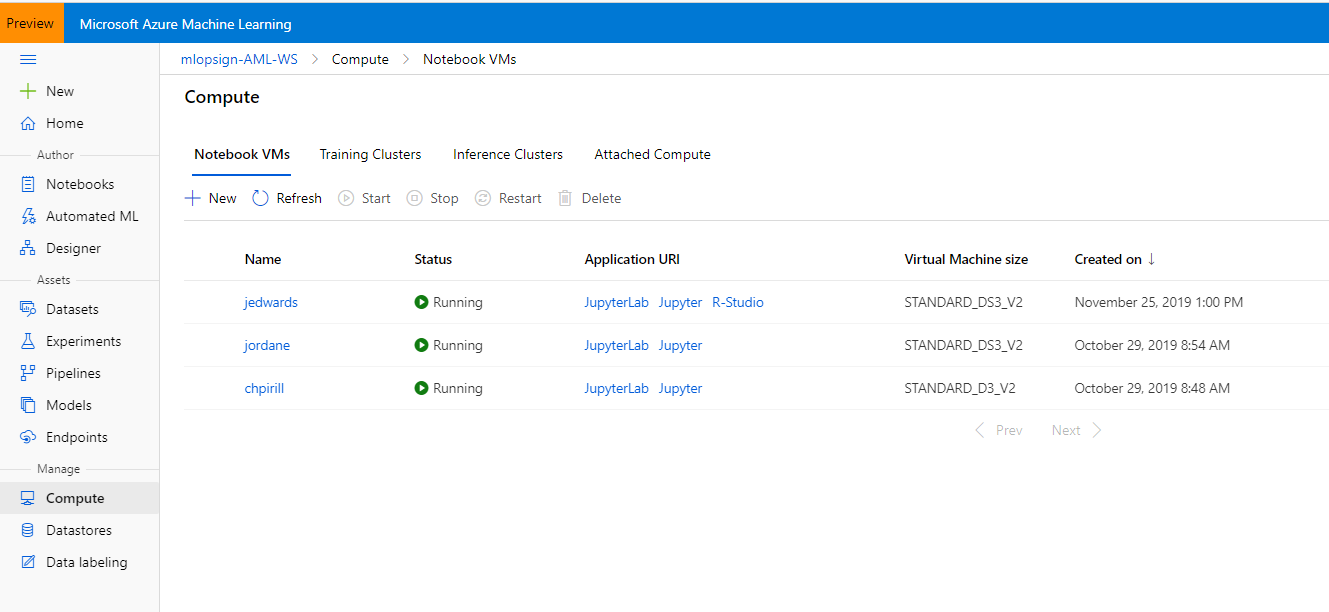 Preview Microsoft Azure Machine Learning
mlopsign-AML-WS > Compute > Notebook VMs
New
Home
Author
Notebooks
Automated ML
Designer
Assets
Datasets
Experiments
Pipelines
Models
Endpoints
Manage
Compute
Datastores
Data labeling
Compute
Notebook VMs Training Clusters Inference Clusters Attached Compute
New Refresh Start Stop Restart Delete
Name Status Application URI Virtual Machine size Created on ↓
jedwards Running JupyterLab Jupyter R-Studio STANDARD_DS3_V2 November 25, 2019 1:00 PM
jordane Running JupyterLab Jupyter STANDARD_DS3_V2 October 29, 2019 8:54 AM
chpirill Running JupyterLab Jupyter STANDARD_D3_V2 October 29, 2019 8:48 AM
< Prev Next >